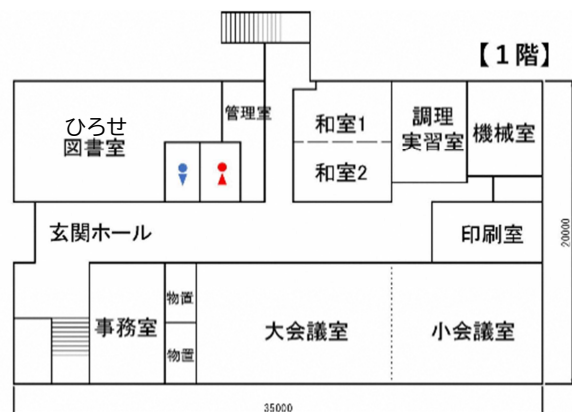 【1階】
ひろせ
図書室
管理室
和室1
和室2
調理
実習室
機械室
玄関ホール
印刷室
20000
事務室
物置
物置
大会議室
小会議室
35000